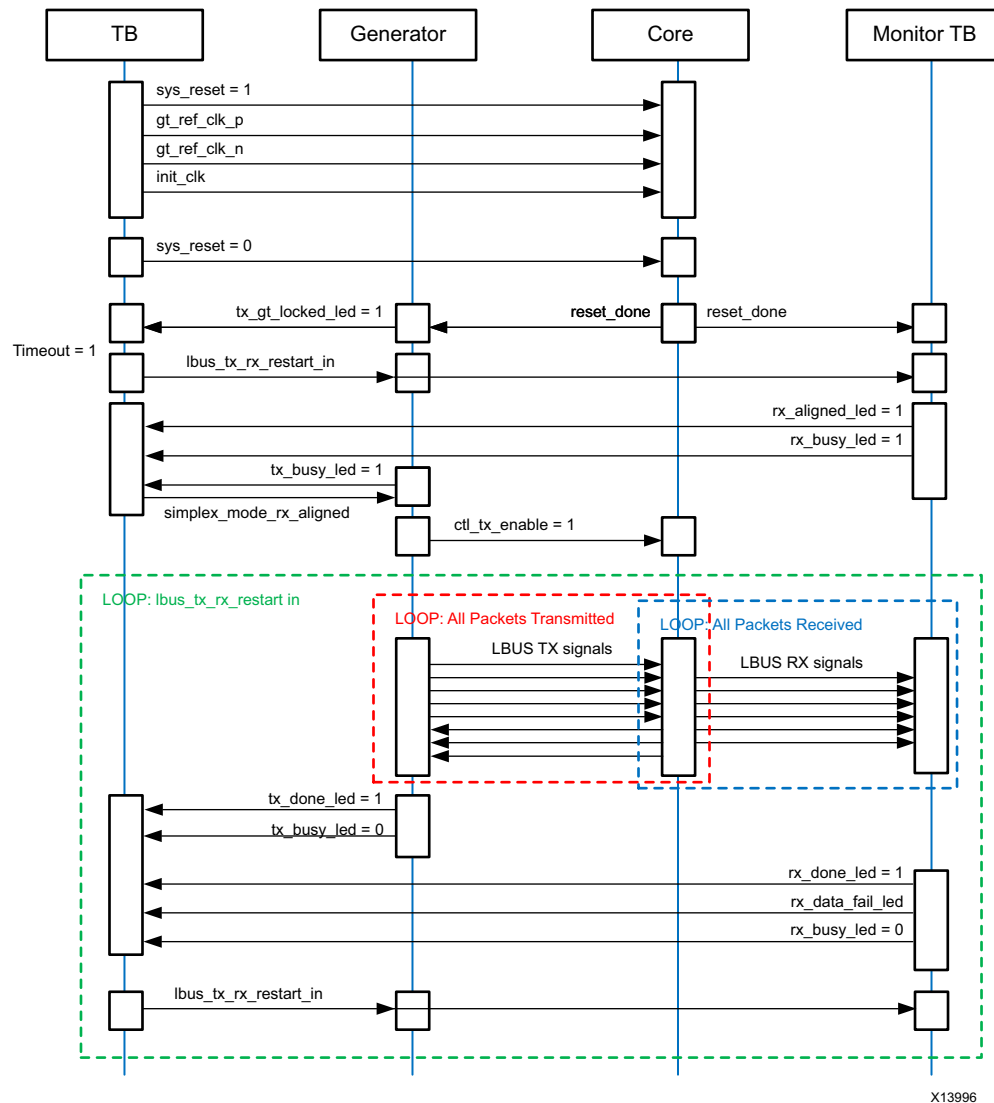 TB
Generator
Core
Monitor TB
sys_reset = 1
gt_ref_clk_p
gt_ref_clk_n
init_clk
sys_reset = 0
tx_gt_locked_led = 1
reset_done
reset_done
Timeout = 1
lbus_tx_rx_restart_in
rx_aligned_led = 1
rx_busy_led = 1
tx_busy_led = 1
simplex_mode_rx_aligned
ctl_tx_enable = 1
LOOP: lbus_tx_rx_restart in
LOOP: All Packets Transmitted
LOOP: All Packets Received
LBUS TX signals
LBUS RX signals
tx_done_led = 1
tx_busy_led = 0
rx_done_led = 1
rx_data_fail_led
rx_busy_led = 0
lbus_tx_rx_restart_in
X13996